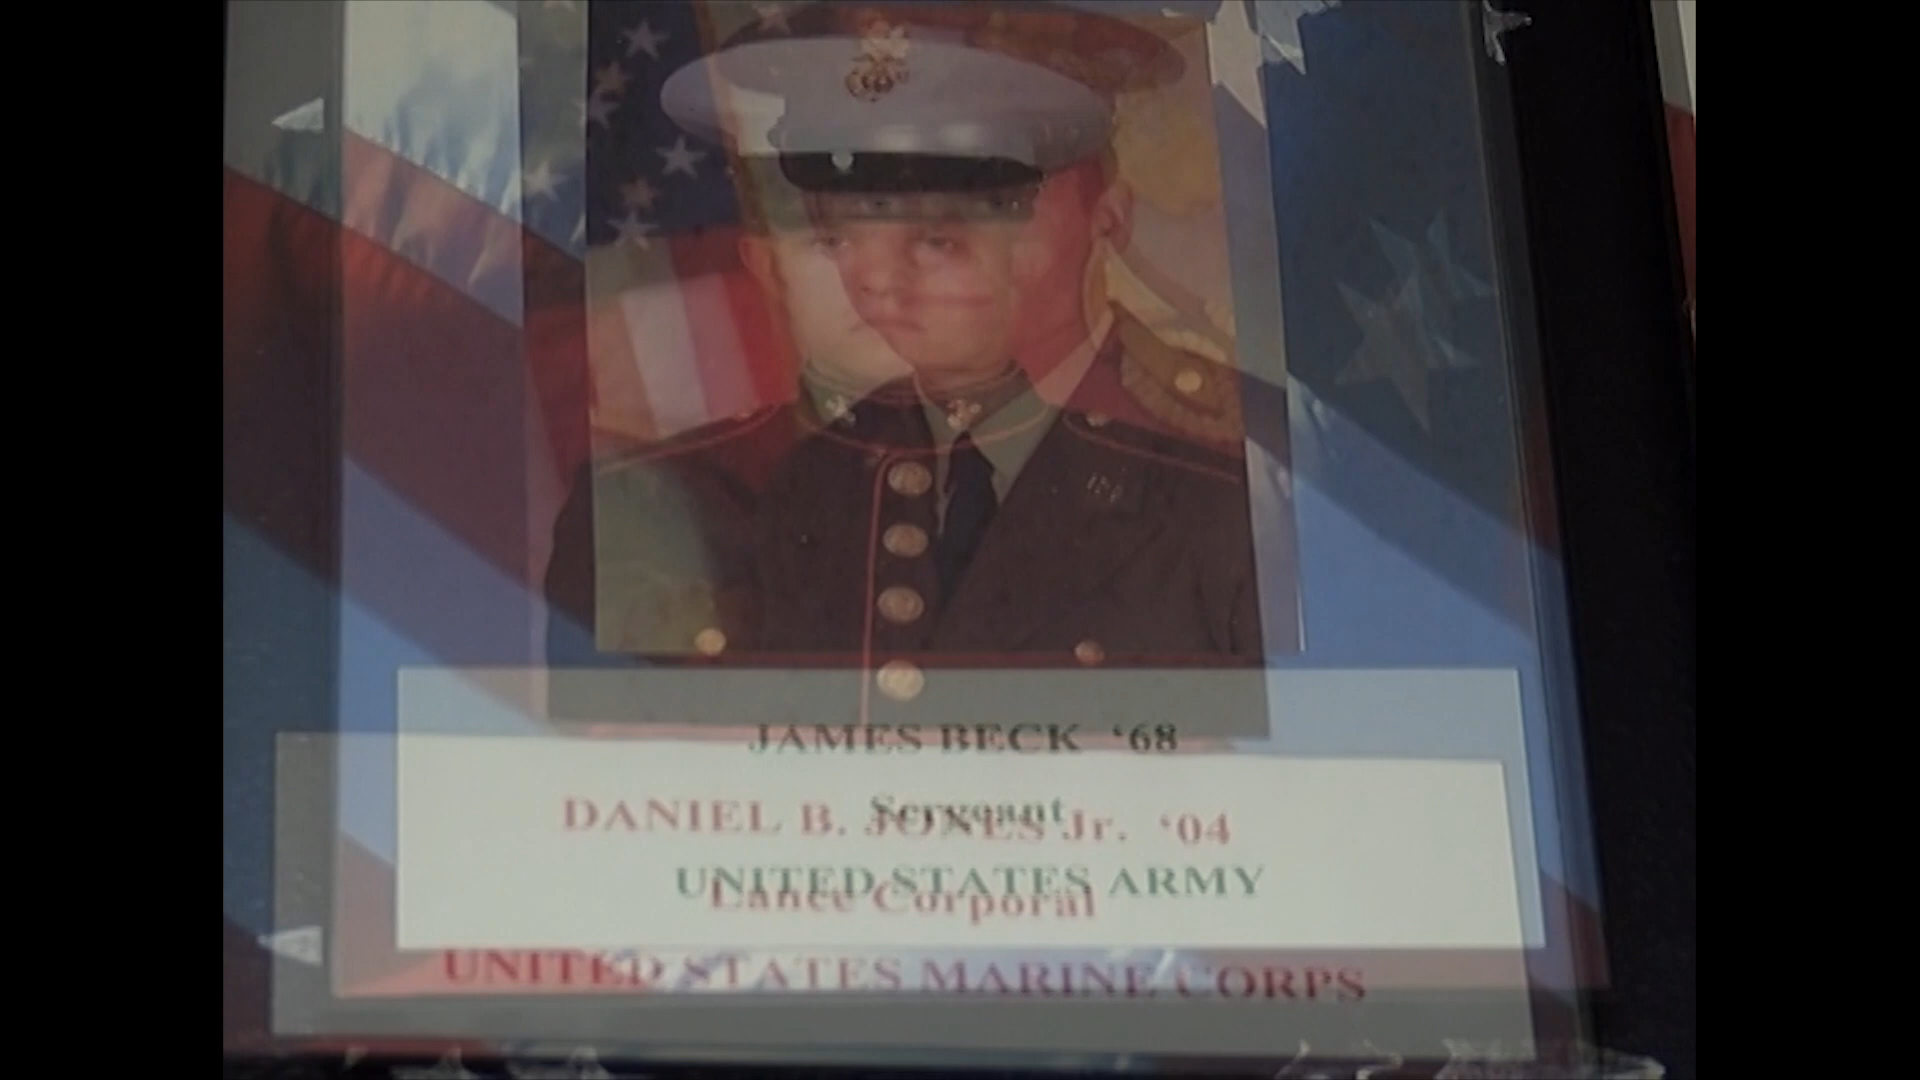 JAMES BECK ‘68
Sergeant
UNITED STATES ARMY
DANIEL B. JONES Jr. ‘04
Lance Corporal
UNITED STATES MARINE CORPS